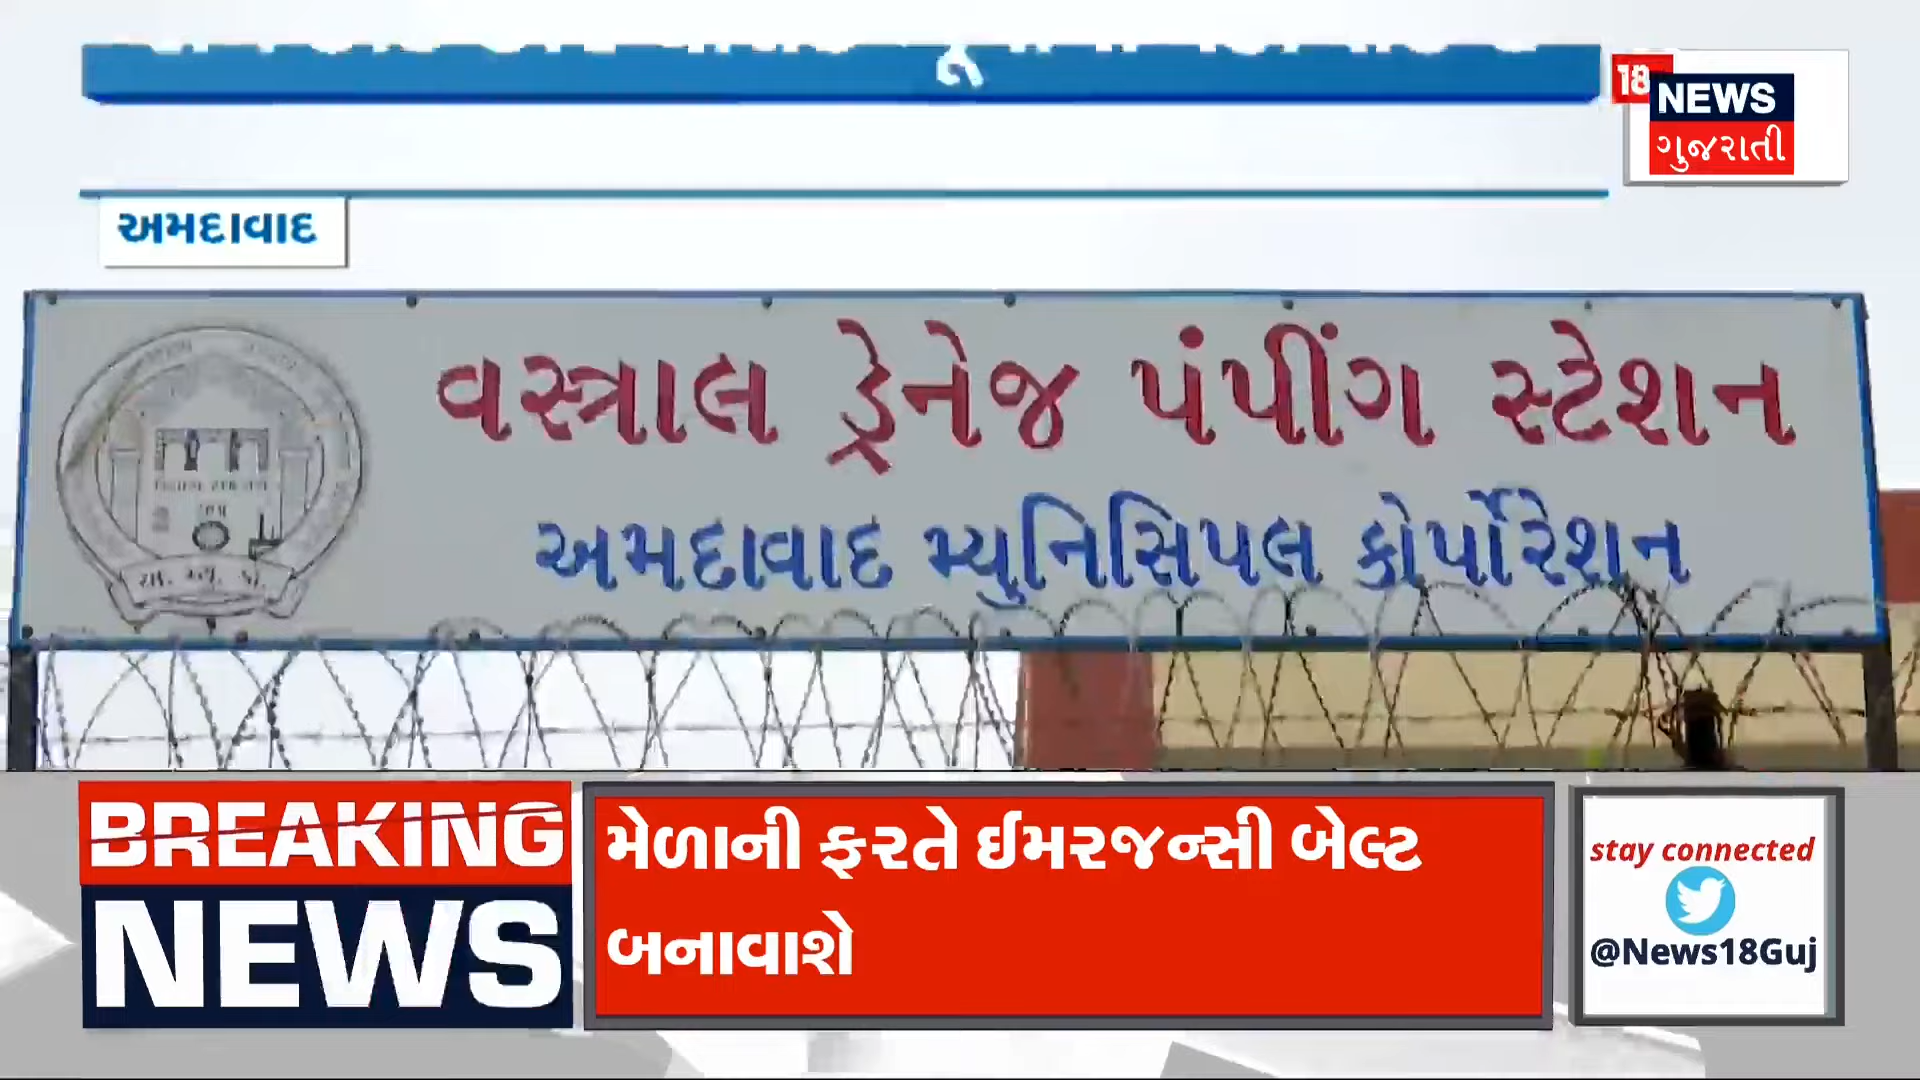 18
NEWS
ગુજરાતી
અમદાવાદ
વસ્ત્રાલ ડ્રેનેજ પંપીંગ સ્ટેશન
અમદાવાદ મ્યુનિસિપલ કોર્પોરેશન
BREAKING
NEWS
મેળાની ફરતે ઈમરજન્સી બેલ્ટ
બનાવાશે
stay connected
@News18Guj